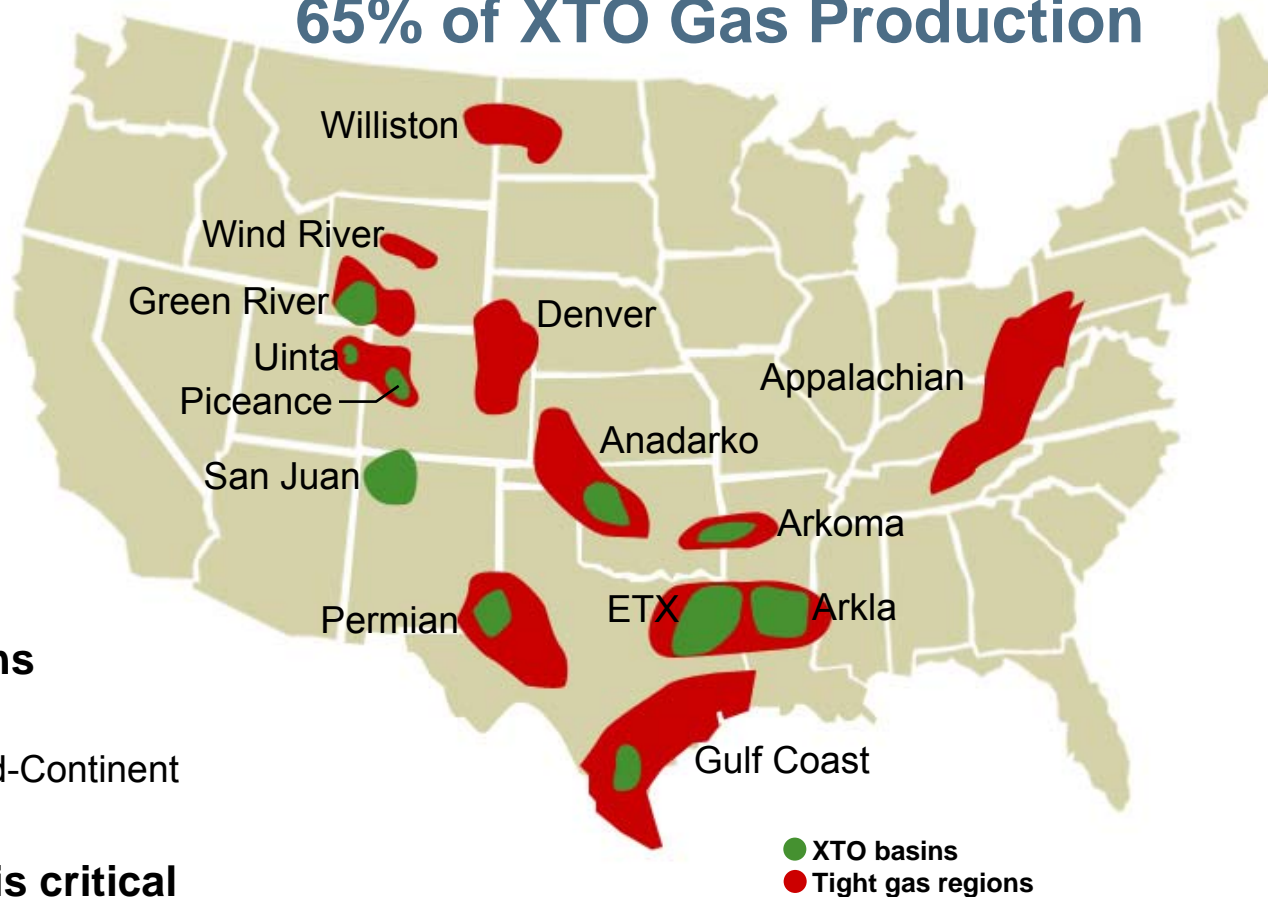 65% of XTO Gas Production
Williston
Wind River
Green River
Denver
Uinta
Appalachian
Piceance
Anadarko
San Juan
Arkoma
ETX
Arkla
Permian
ns
Gulf Coast
d-Continent
XTO basins
is critical
Tight gas regions